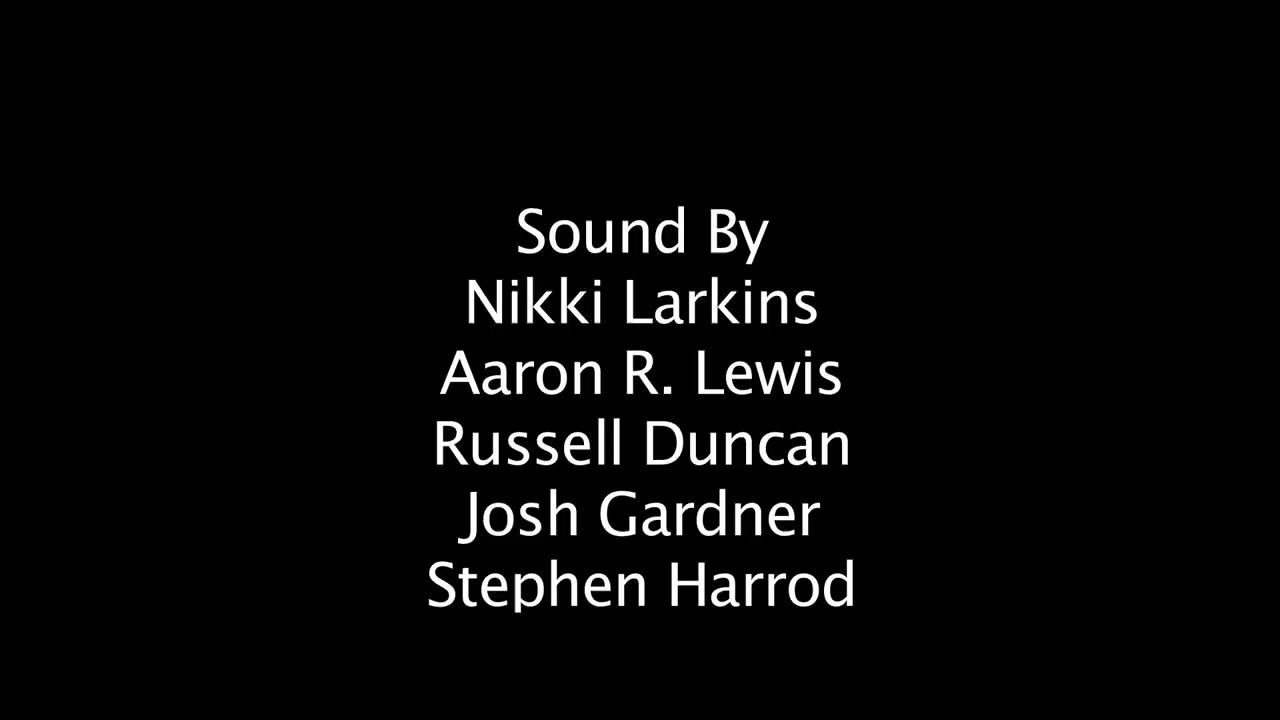 Sound By
Nikki Larkins
Aaron R. Lewis
Russell Duncan
Josh Gardner
Stephen Harrod